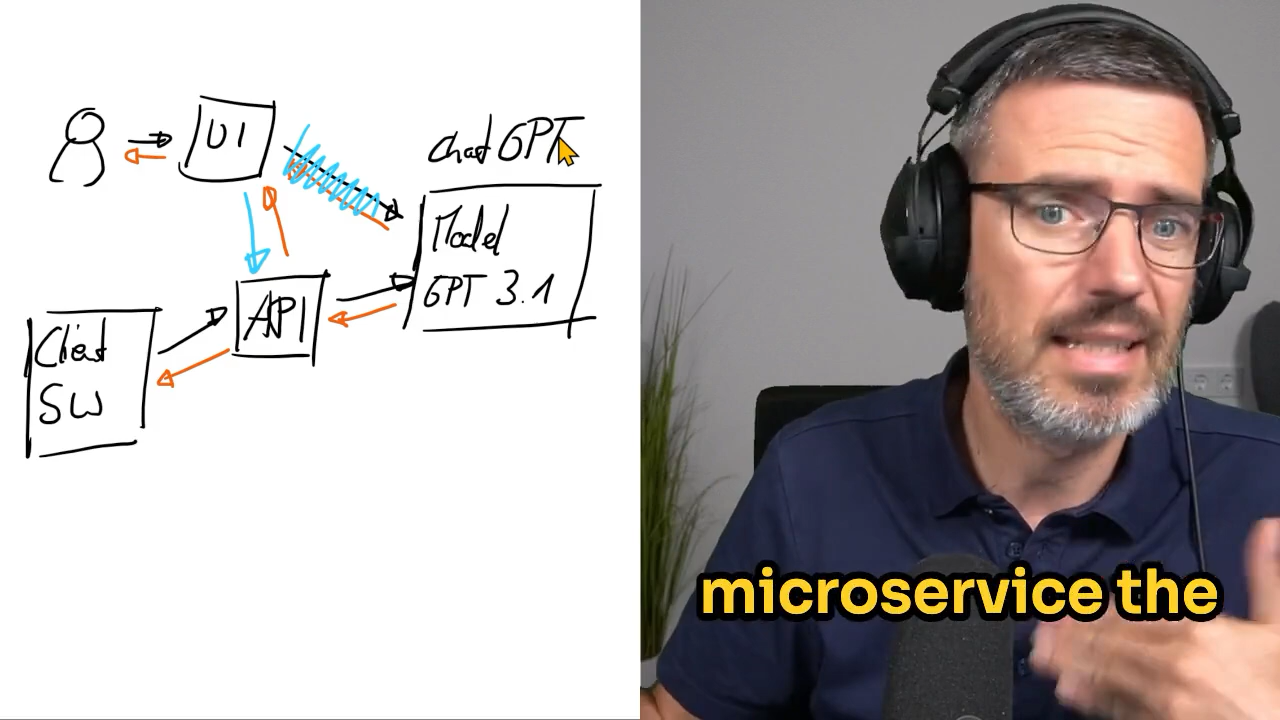 UI
Chat GPT
Model
GPT 3.1
API
Client
SW
microservice the